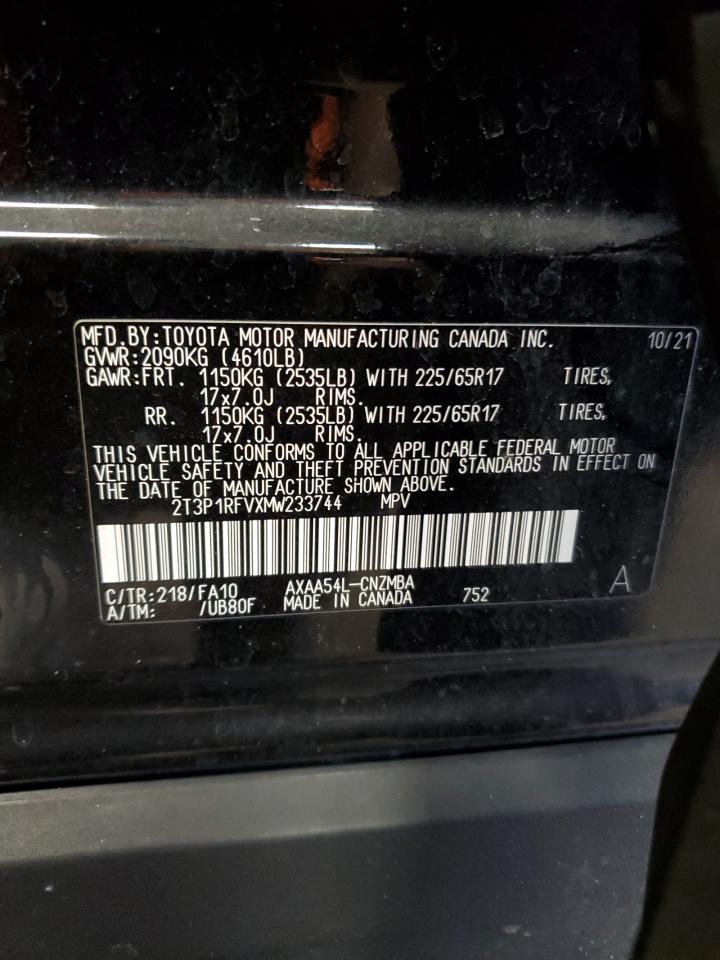 MFD.BY:TOYOTA MOTOR MANUFACTURING CANADA INC. 10/21
GVWR:2090KG (4610LB)
GAWR:FRT. 1150KG (2535LB) WITH 225/65R17 TIRES,
17x7.0J RIMS.
RR. 1150KG (2535LB) WITH 225/65R17 TIRES,
17x7.0J RIMS.
THIS VEHICLE CONFORMS TO ALL APPLICABLE FEDERAL MOTOR
VEHICLE SAFETY AND THEFT PREVENTION STANDARDS IN EFFECT ON
THE DATE OF MANUFACTURE SHOWN ABOVE.
2T3P1RFVXMW233744 MPV
C/TR:218/FA10 AXAA54L-CNZMBA
A/TM: /UB80F MADE IN CANADA 752 A